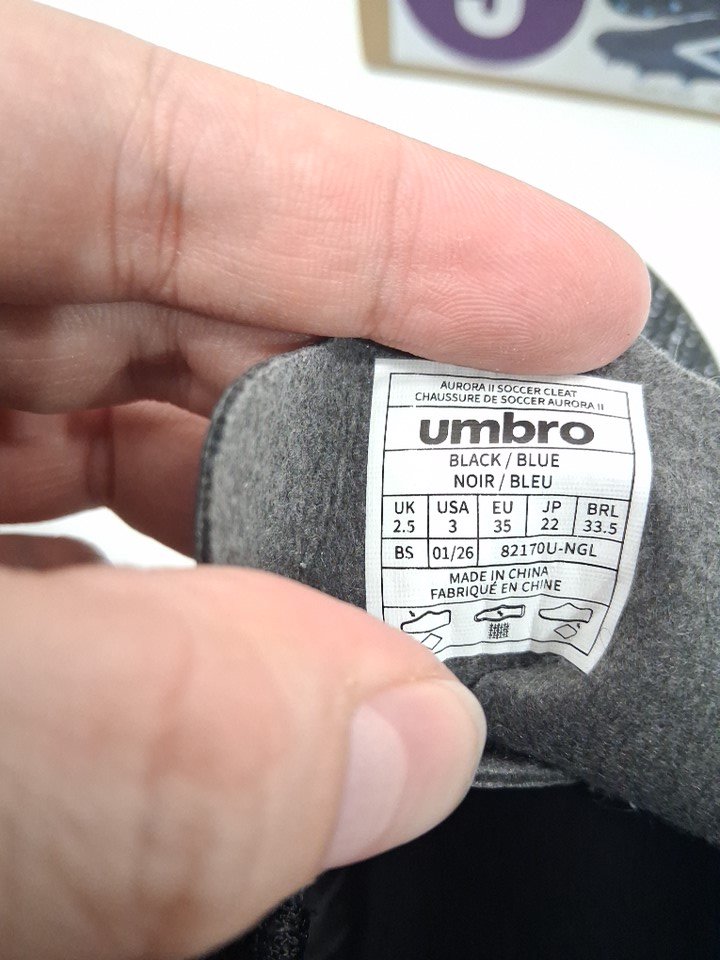 AURORA II SOCCER CLEAT
CHAUSSURE DE SOCCER AURORA II
umbro
BLACK / BLUE
NOIR / BLEU
UK USA EU JP BRL
2.5 3 35 22 33.5
BS 01/26 82170U-NGL
MADE IN CHINA
FABRIQUÉ EN CHINE